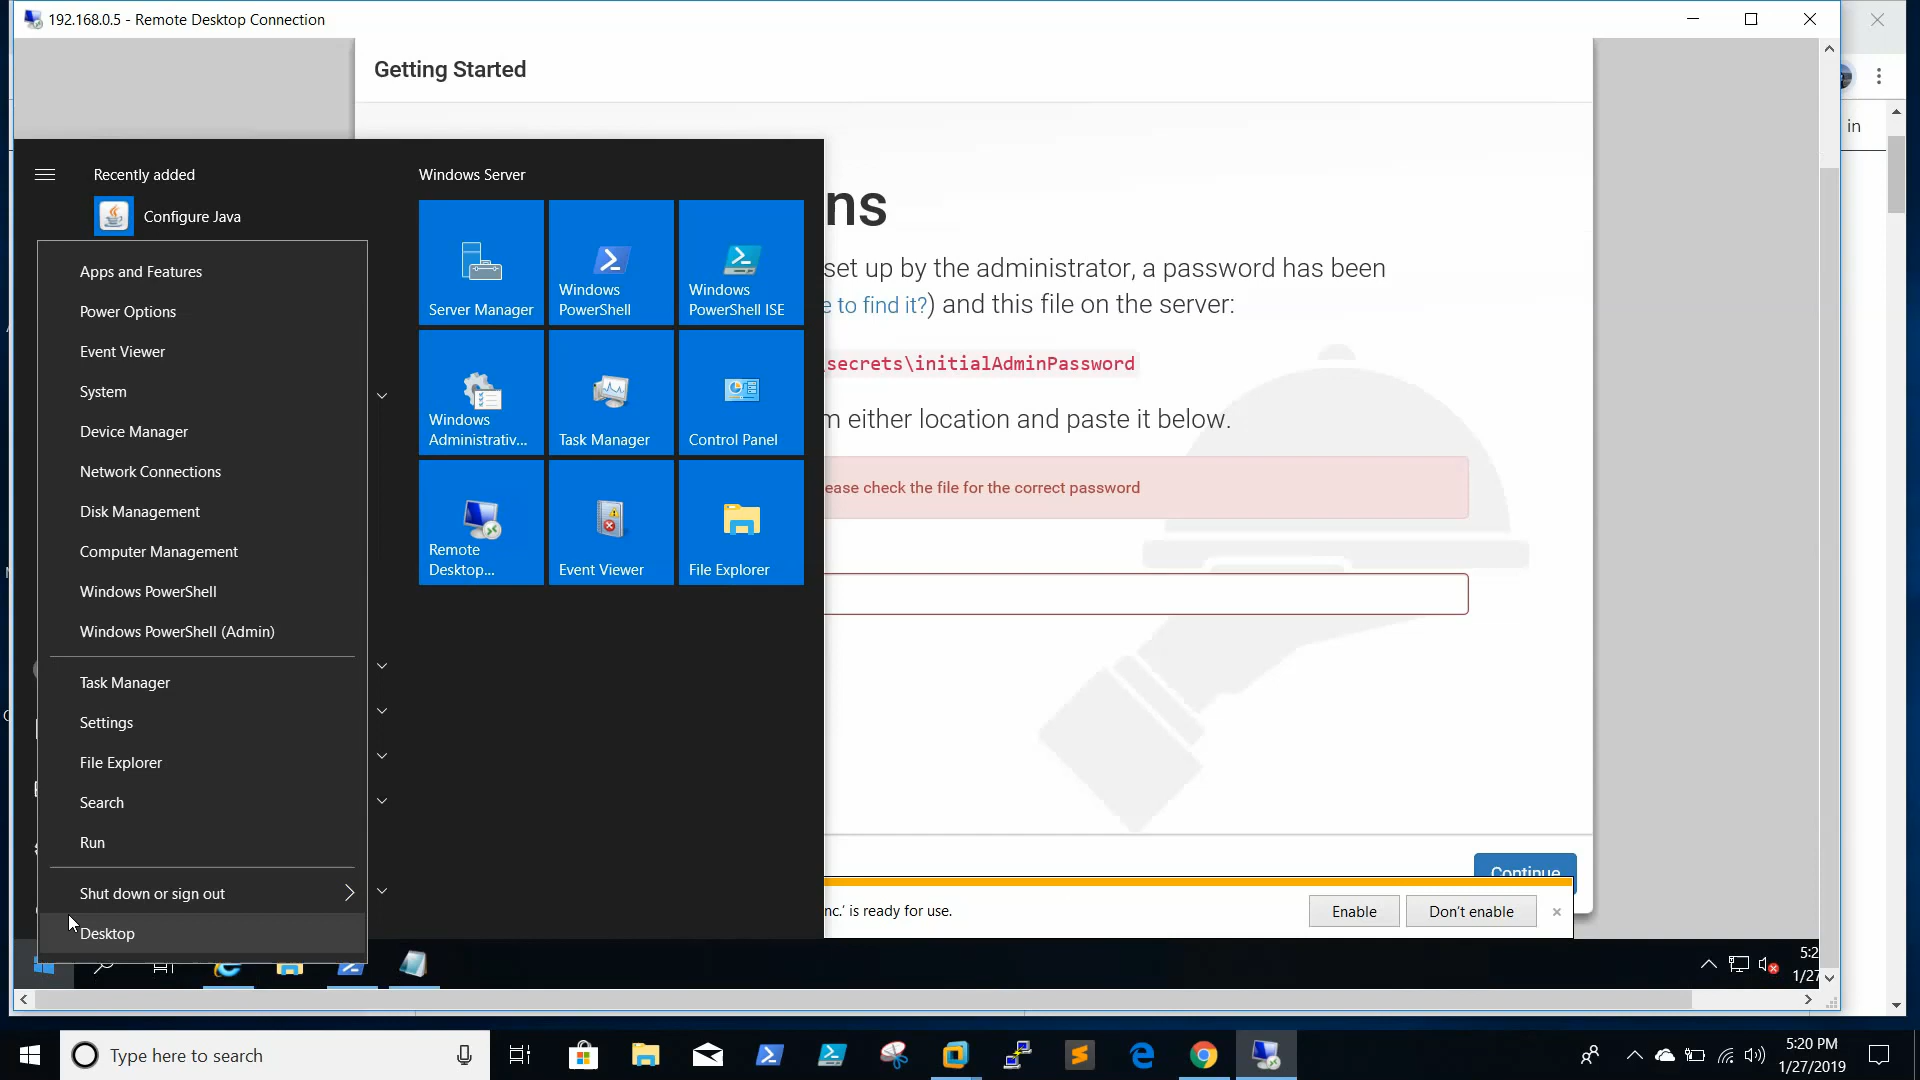 192.168.0.5 - Remote Desktop Connection
Getting Started
in
Recently added
Windows Server
Configure Java
ns
Server Manager
Windows PowerShell
Windows PowerShell ISE
set up by the administrator, a password has been
e to find it?) and this file on the server:
\secrets\initialAdminPassword
m either location and paste it below.
Windows Administrativ...
Task Manager
Control Panel
ease check the file for the correct password
Remote Desktop...
Event Viewer
File Explorer
Apps and Features
Power Options
Event Viewer
System
Device Manager
Network Connections
Disk Management
Computer Management
Windows PowerShell
Windows PowerShell (Admin)
Task Manager
Settings
File Explorer
Search
Run
Shut down or sign out
Desktop
Continue
nc.' is ready for use.
Enable
Don't enable
5:2
1/27
Type here to search
5:20 PM
1/27/2019